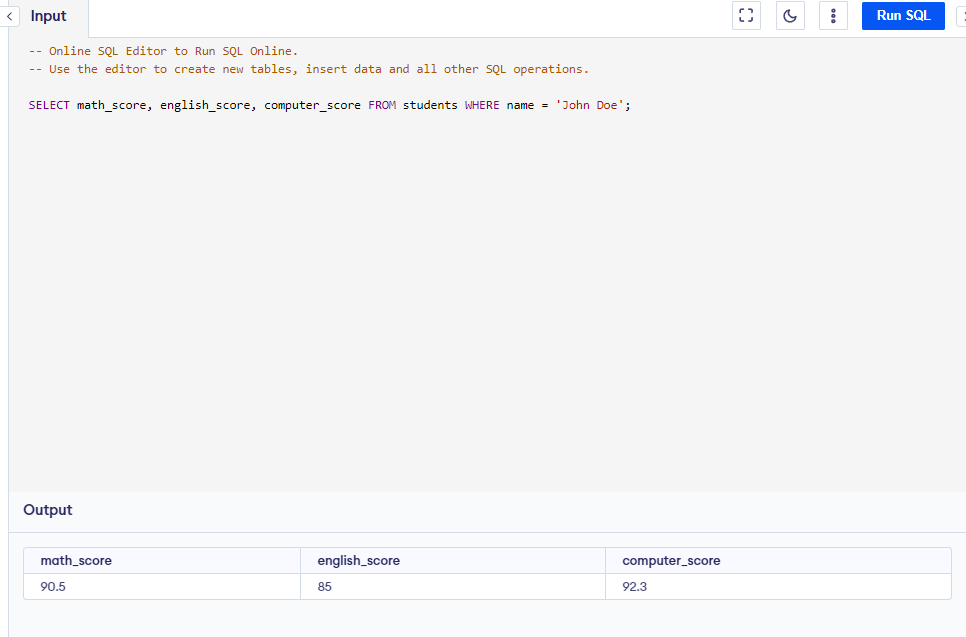 Input
Run SQL
-- Online SQL Editor to Run SQL Online.
-- Use the editor to create new tables, insert data and all other SQL operations.
SELECT math_score, english_score, computer_score FROM students WHERE name = 'John Doe';
Output
math_score english_score computer_score
90.5 85 92.3